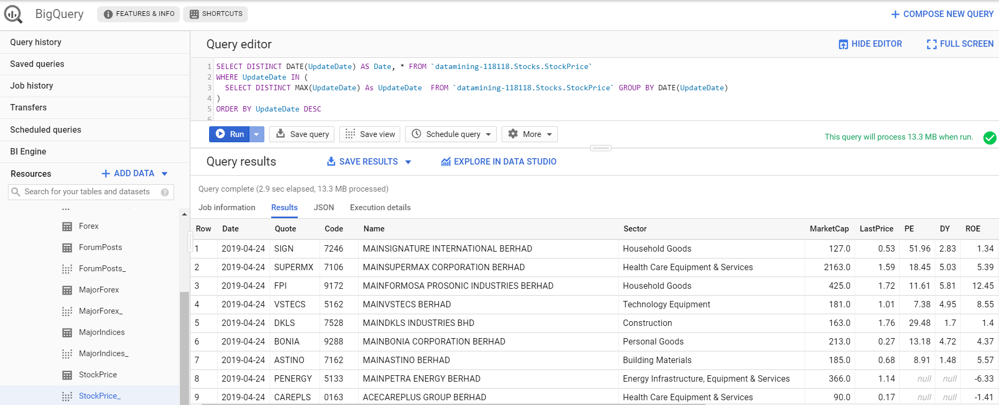 BigQuery FEATURES & INFO SHORTCUTS COMPOSE NEW QUERY
Query history
Saved queries
Job history
Transfers
Scheduled queries
BI Engine
Resources ADD DATA
Search for your tables and datasets ?
Forex
ForumPosts
ForumPosts_
MajorForex
MajorForex_
MajorIndices
MajorIndices_
StockPrice
StockPrice_
Query editor HIDE EDITOR FULL SCREEN
1 SELECT DISTINCT DATE(UpdateDate) AS Date, * FROM `datamining-118118.Stocks.StockPrice`
2 WHERE UpdateDate IN (
3 SELECT DISTINCT MAX(UpdateDate) As UpdateDate FROM `datamining-118118.Stocks.StockPrice` GROUP BY DATE(UpdateDate)
4 )
5 ORDER BY UpdateDate DESC
6
Run Save query Save view Schedule query More This query will process 13.3 MB when run.
Query results SAVE RESULTS EXPLORE IN DATA STUDIO
Query complete (2.9 sec elapsed, 13.3 MB processed)
Job information Results JSON Execution details
Row Date Quote Code Name Sector MarketCap LastPrice PE DY ROE
1 2019-04-24 SIGN 7246 MAINSIGNATURE INTERNATIONAL BERHAD Household Goods 127.0 0.53 51.96 2.83 1.34
2 2019-04-24 SUPERMX 7106 MAINSUPERMAX CORPORATION BERHAD Health Care Equipment & Services 2163.0 1.59 18.45 5.03 5.39
3 2019-04-24 FPI 9172 MAINFORMOSA PROSONIC INDUSTRIES BERHAD Household Goods 425.0 1.72 11.61 5.81 12.45
4 2019-04-24 VSTECS 5162 MAINVSTECS BERHAD Technology Equipment 181.0 1.01 7.38 4.95 8.55
5 2019-04-24 DKLS 7528 MAINDKLS INDUSTRIES BHD Construction 163.0 1.76 29.48 1.7 1.4
6 2019-04-24 BONIA 9288 MAINBONIA CORPORATION BERHAD Personal Goods 213.0 0.27 13.18 4.72 4.37
7 2019-04-24 ASTINO 7162 MAINASTINO BERHAD Building Materials 185.0 0.68 8.91 1.48 5.57
8 2019-04-24 PENERGY 5133 MAINPETRA ENERGY BERHAD Energy Infrastructure, Equipment & Services 366.0 1.14 null null -6.33
9 2019-04-24 CAREPLS 0163 ACECAREPLUS GROUP BERHAD Health Care Equipment & Services 90.0 0.17 null null -1.41